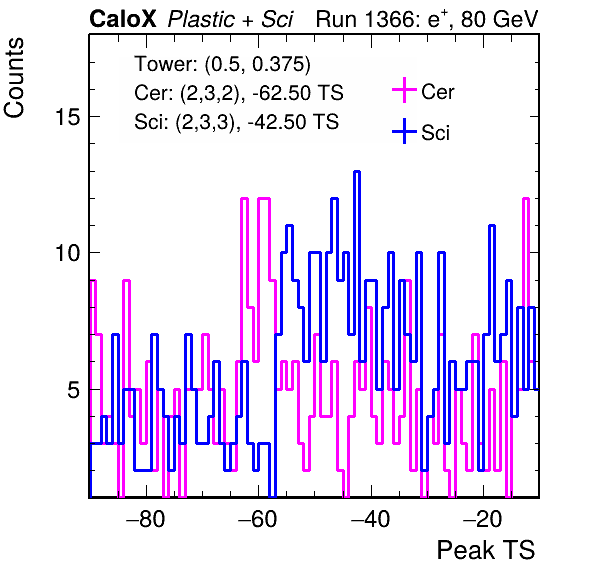 CaloX Plastic + Sci Run 1366: e+, 80 GeV
Counts
Tower: (0.5, 0.375)
Cer: (2,3,2), -62.50 TS
Sci: (2,3,3), -42.50 TS
Cer
Sci
15
10
5
−80 −60 −40 −20
Peak TS